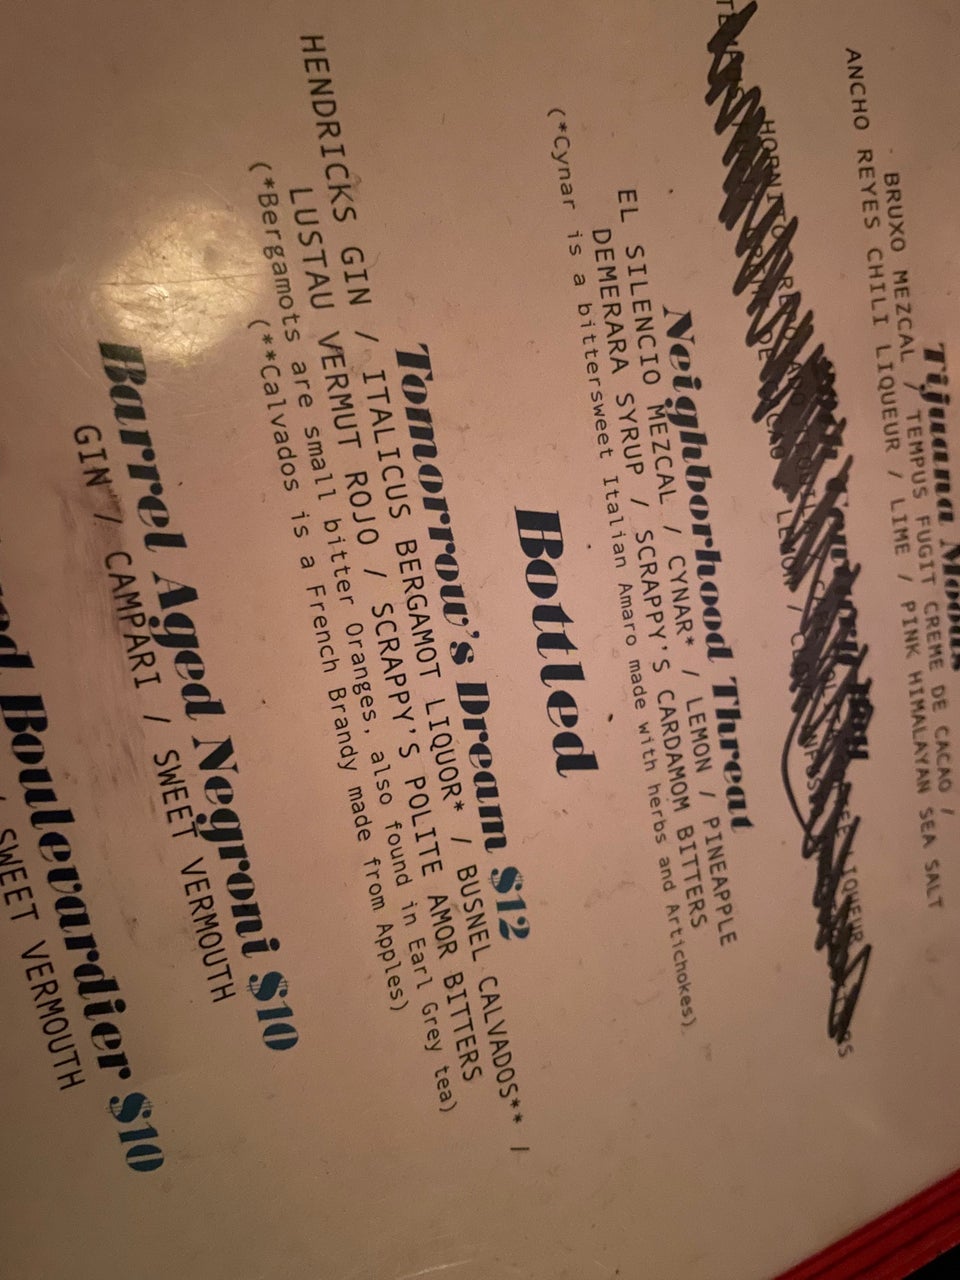 Tijuana
BRUXO MEZCAL / TEMPUS FUGIT CREME DE CACAO /
ANCHO REYES CHILI LIQUEUR / LIME / PINK HIMALAYAN SEA SALT
LEMON /
Neighborhood Threat
EL SILENCIO MEZCAL / CYNAR* / LEMON / PINEAPPLE
DEMERARA SYRUP / SCRAPPY'S CARDAMOM BITTERS
(*Cynar is a bittersweet Italian Amaro made with herbs and Artichokes).
Bottled
Tomorrow's Dream $12
HENDRICKS GIN / ITALICUS BERGAMOT LIQUOR* / BUSNEL CALVADOS** /
LUSTAU VERMUT ROJO / SCRAPPY'S POLITE AMOR BITTERS
(*Bergamots are small bitter Oranges, also found in Earl Grey tea)
(**Calvados is a French Brandy made from Apples)
Barrel Aged Negroni $10
GIN / CAMPARI / SWEET VERMOUTH
Boulevardier $10
/ SWEET VERMOUTH